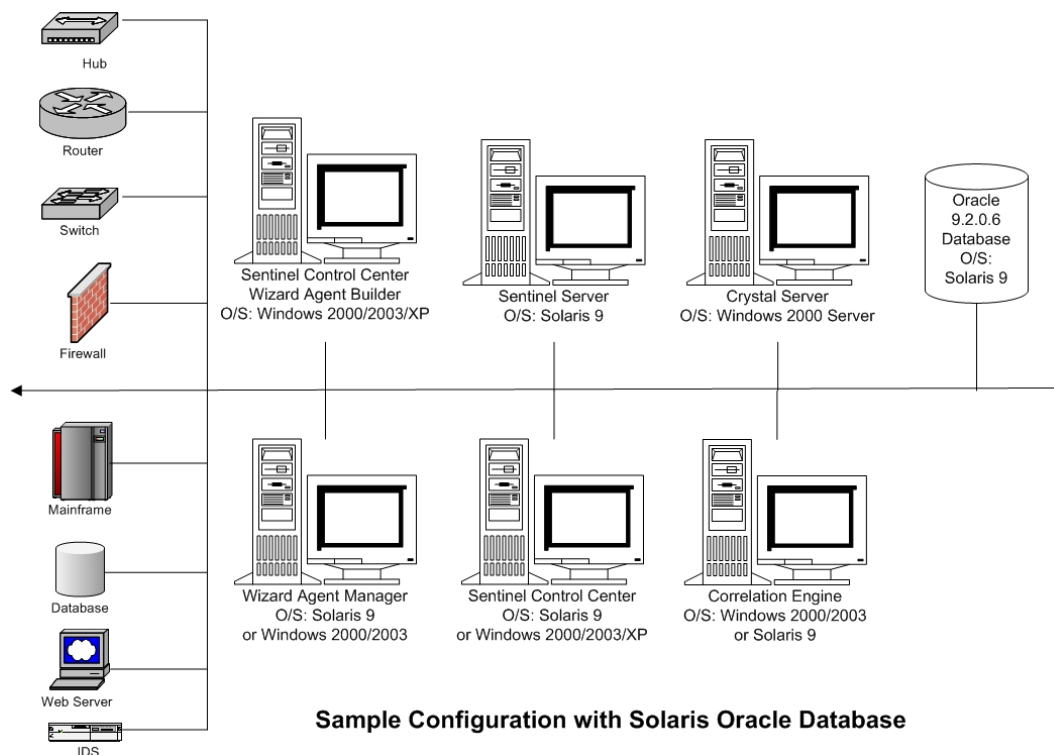 Hub
Router
Switch
Firewall
Sentinel Control Center
Wizard Agent Builder
O/S: Windows 2000/2003/XP
Sentinel Server
O/S: Solaris 9
Crystal Server
O/S: Windows 2000 Server
Oracle
9.2.0.6
Database
O/S:
Solaris 9
Mainframe
Database
Web Server
IDS
Wizard Agent Manager
O/S: Solaris 9
or Windows 2000/2003
Sentinel Control Center
O/S: Solaris 9
or Windows 2000/2003/XP
Correlation Engine
O/S: Windows 2000/2003
or Solaris 9
Sample Configuration with Solaris Oracle Database